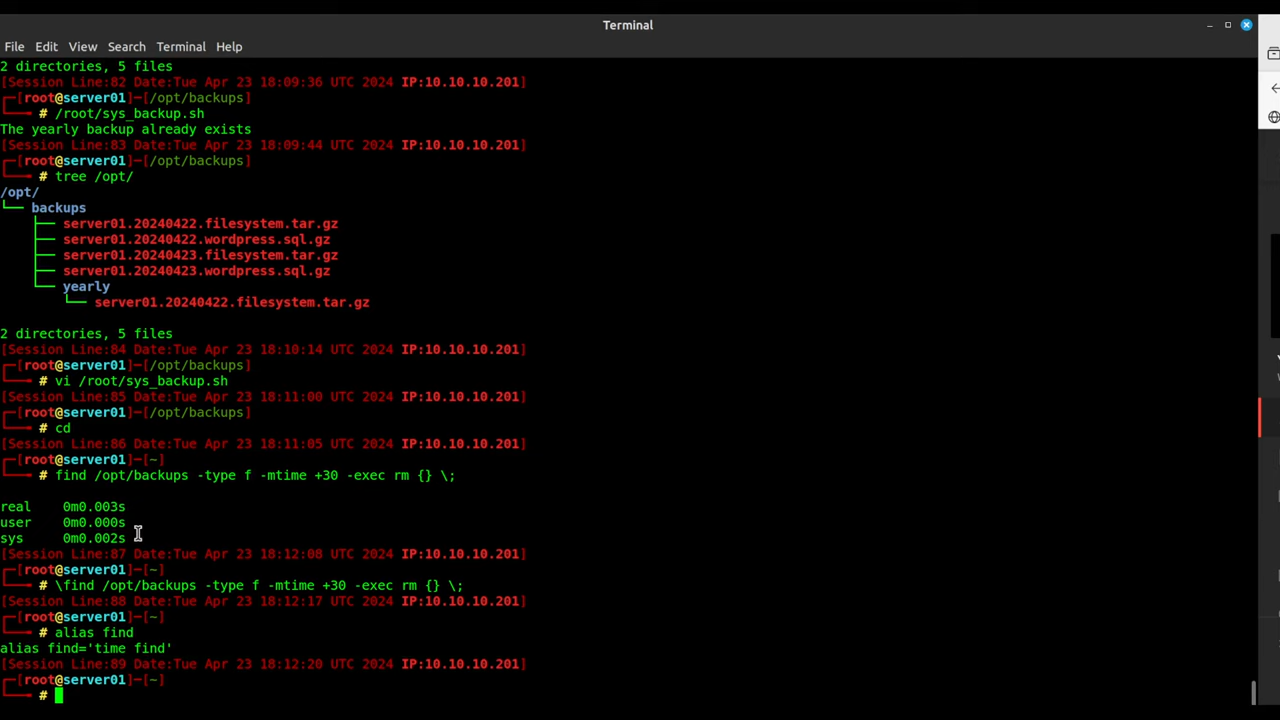 Terminal
File Edit View Search Terminal Help
2 directories, 5 files
[Session Line:82 Date:Tue Apr 23 18:09:36 UTC 2024 IP:10.10.10.201]
[root@server01]-[/opt/backups]
# /root/sys_backup.sh
The yearly backup already exists
[Session Line:83 Date:Tue Apr 23 18:09:44 UTC 2024 IP:10.10.10.201]
[root@server01]-[/opt/backups]
# tree /opt/
/opt/
└── backups
├── server01.20240422.filesystem.tar.gz
├── server01.20240422.wordpress.sql.gz
├── server01.20240423.filesystem.tar.gz
├── server01.20240423.wordpress.sql.gz
└── yearly
└── server01.20240422.filesystem.tar.gz
2 directories, 5 files
[Session Line:84 Date:Tue Apr 23 18:10:14 UTC 2024 IP:10.10.10.201]
[root@server01]-[/opt/backups]
# vi /root/sys_backup.sh
[Session Line:85 Date:Tue Apr 23 18:11:00 UTC 2024 IP:10.10.10.201]
[root@server01]-[/opt/backups]
# cd
[Session Line:86 Date:Tue Apr 23 18:11:05 UTC 2024 IP:10.10.10.201]
[root@server01]-[~]
# find /opt/backups -type f -mtime +30 -exec rm {} \;
real 0m0.003s
user 0m0.000s
sys 0m0.002s
[Session Line:87 Date:Tue Apr 23 18:12:08 UTC 2024 IP:10.10.10.201]
[root@server01]-[~]
# \find /opt/backups -type f -mtime +30 -exec rm {} \;
[Session Line:88 Date:Tue Apr 23 18:12:17 UTC 2024 IP:10.10.10.201]
[root@server01]-[~]
# alias find
alias find='time find'
[Session Line:89 Date:Tue Apr 23 18:12:20 UTC 2024 IP:10.10.10.201]
[root@server01]-[~]
#